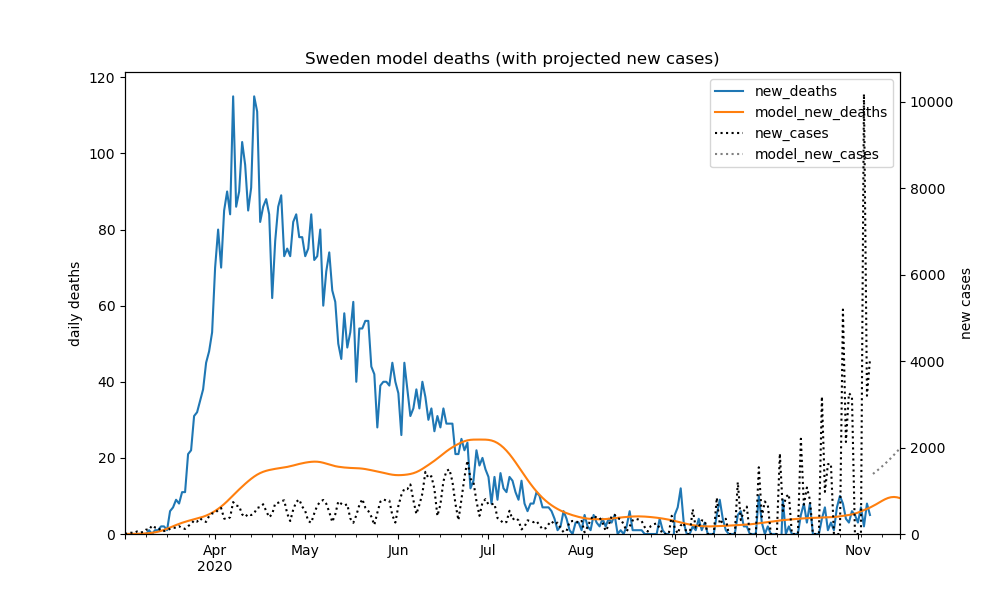 Sweden model deaths (with projected new cases)
120
100
80
60
40
20
0
daily deaths
10000
8000
6000
4000
2000
0
new cases
new_deaths
model_new_deaths
new_cases
model_new_cases
Apr May Jun Jul Aug Sep Oct Nov
2020